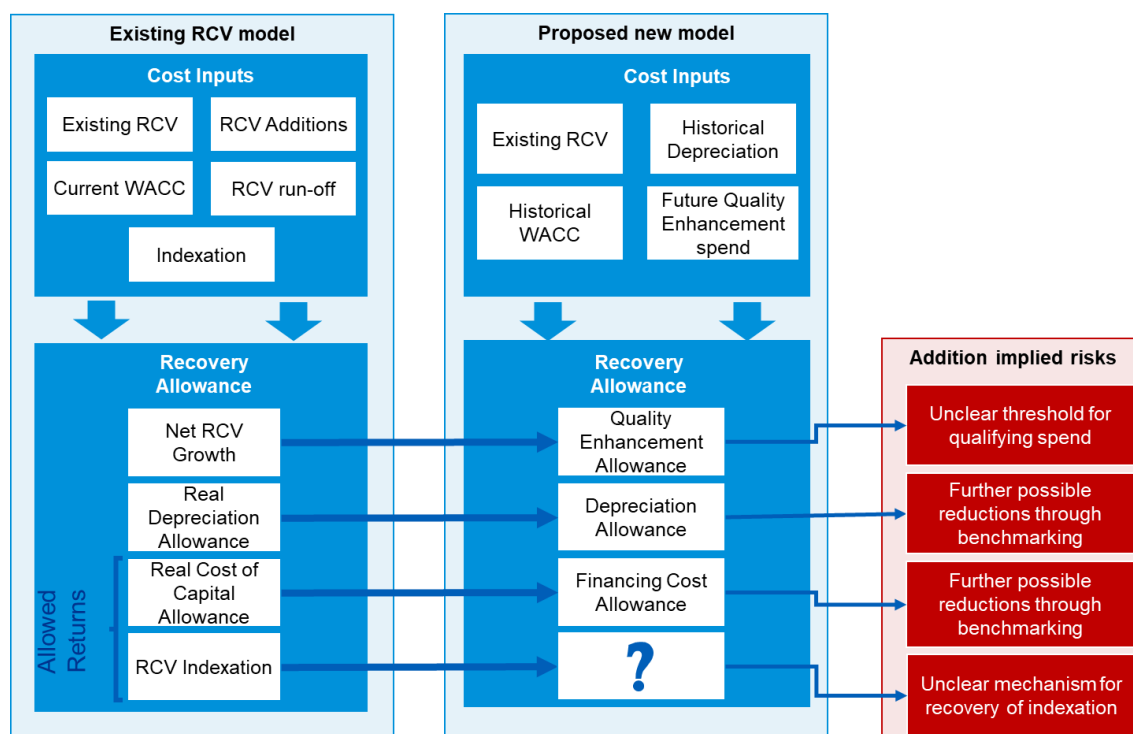 Existing RCV model
Cost Inputs
Existing RCV
RCV Additions
Current WACC
RCV run-off
Indexation
Recovery
Allowance
Net RCV
Growth
Real
Depreciation
Allowance
Real Cost of
Capital
Allowance
RCV Indexation
Allowed
Returns
Proposed new model
Cost Inputs
Existing RCV
Historical
Depreciation
Historical
WACC
Future Quality
Enhancement
spend
Recovery
Allowance
Quality
Enhancement
Allowance
Depreciation
Allowance
Financing Cost
Allowance
?
Addition implied risks
Unclear threshold for
qualifying spend
Further possible
reductions through
benchmarking
Further possible
reductions through
benchmarking
Unclear mechanism for
recovery of indexation